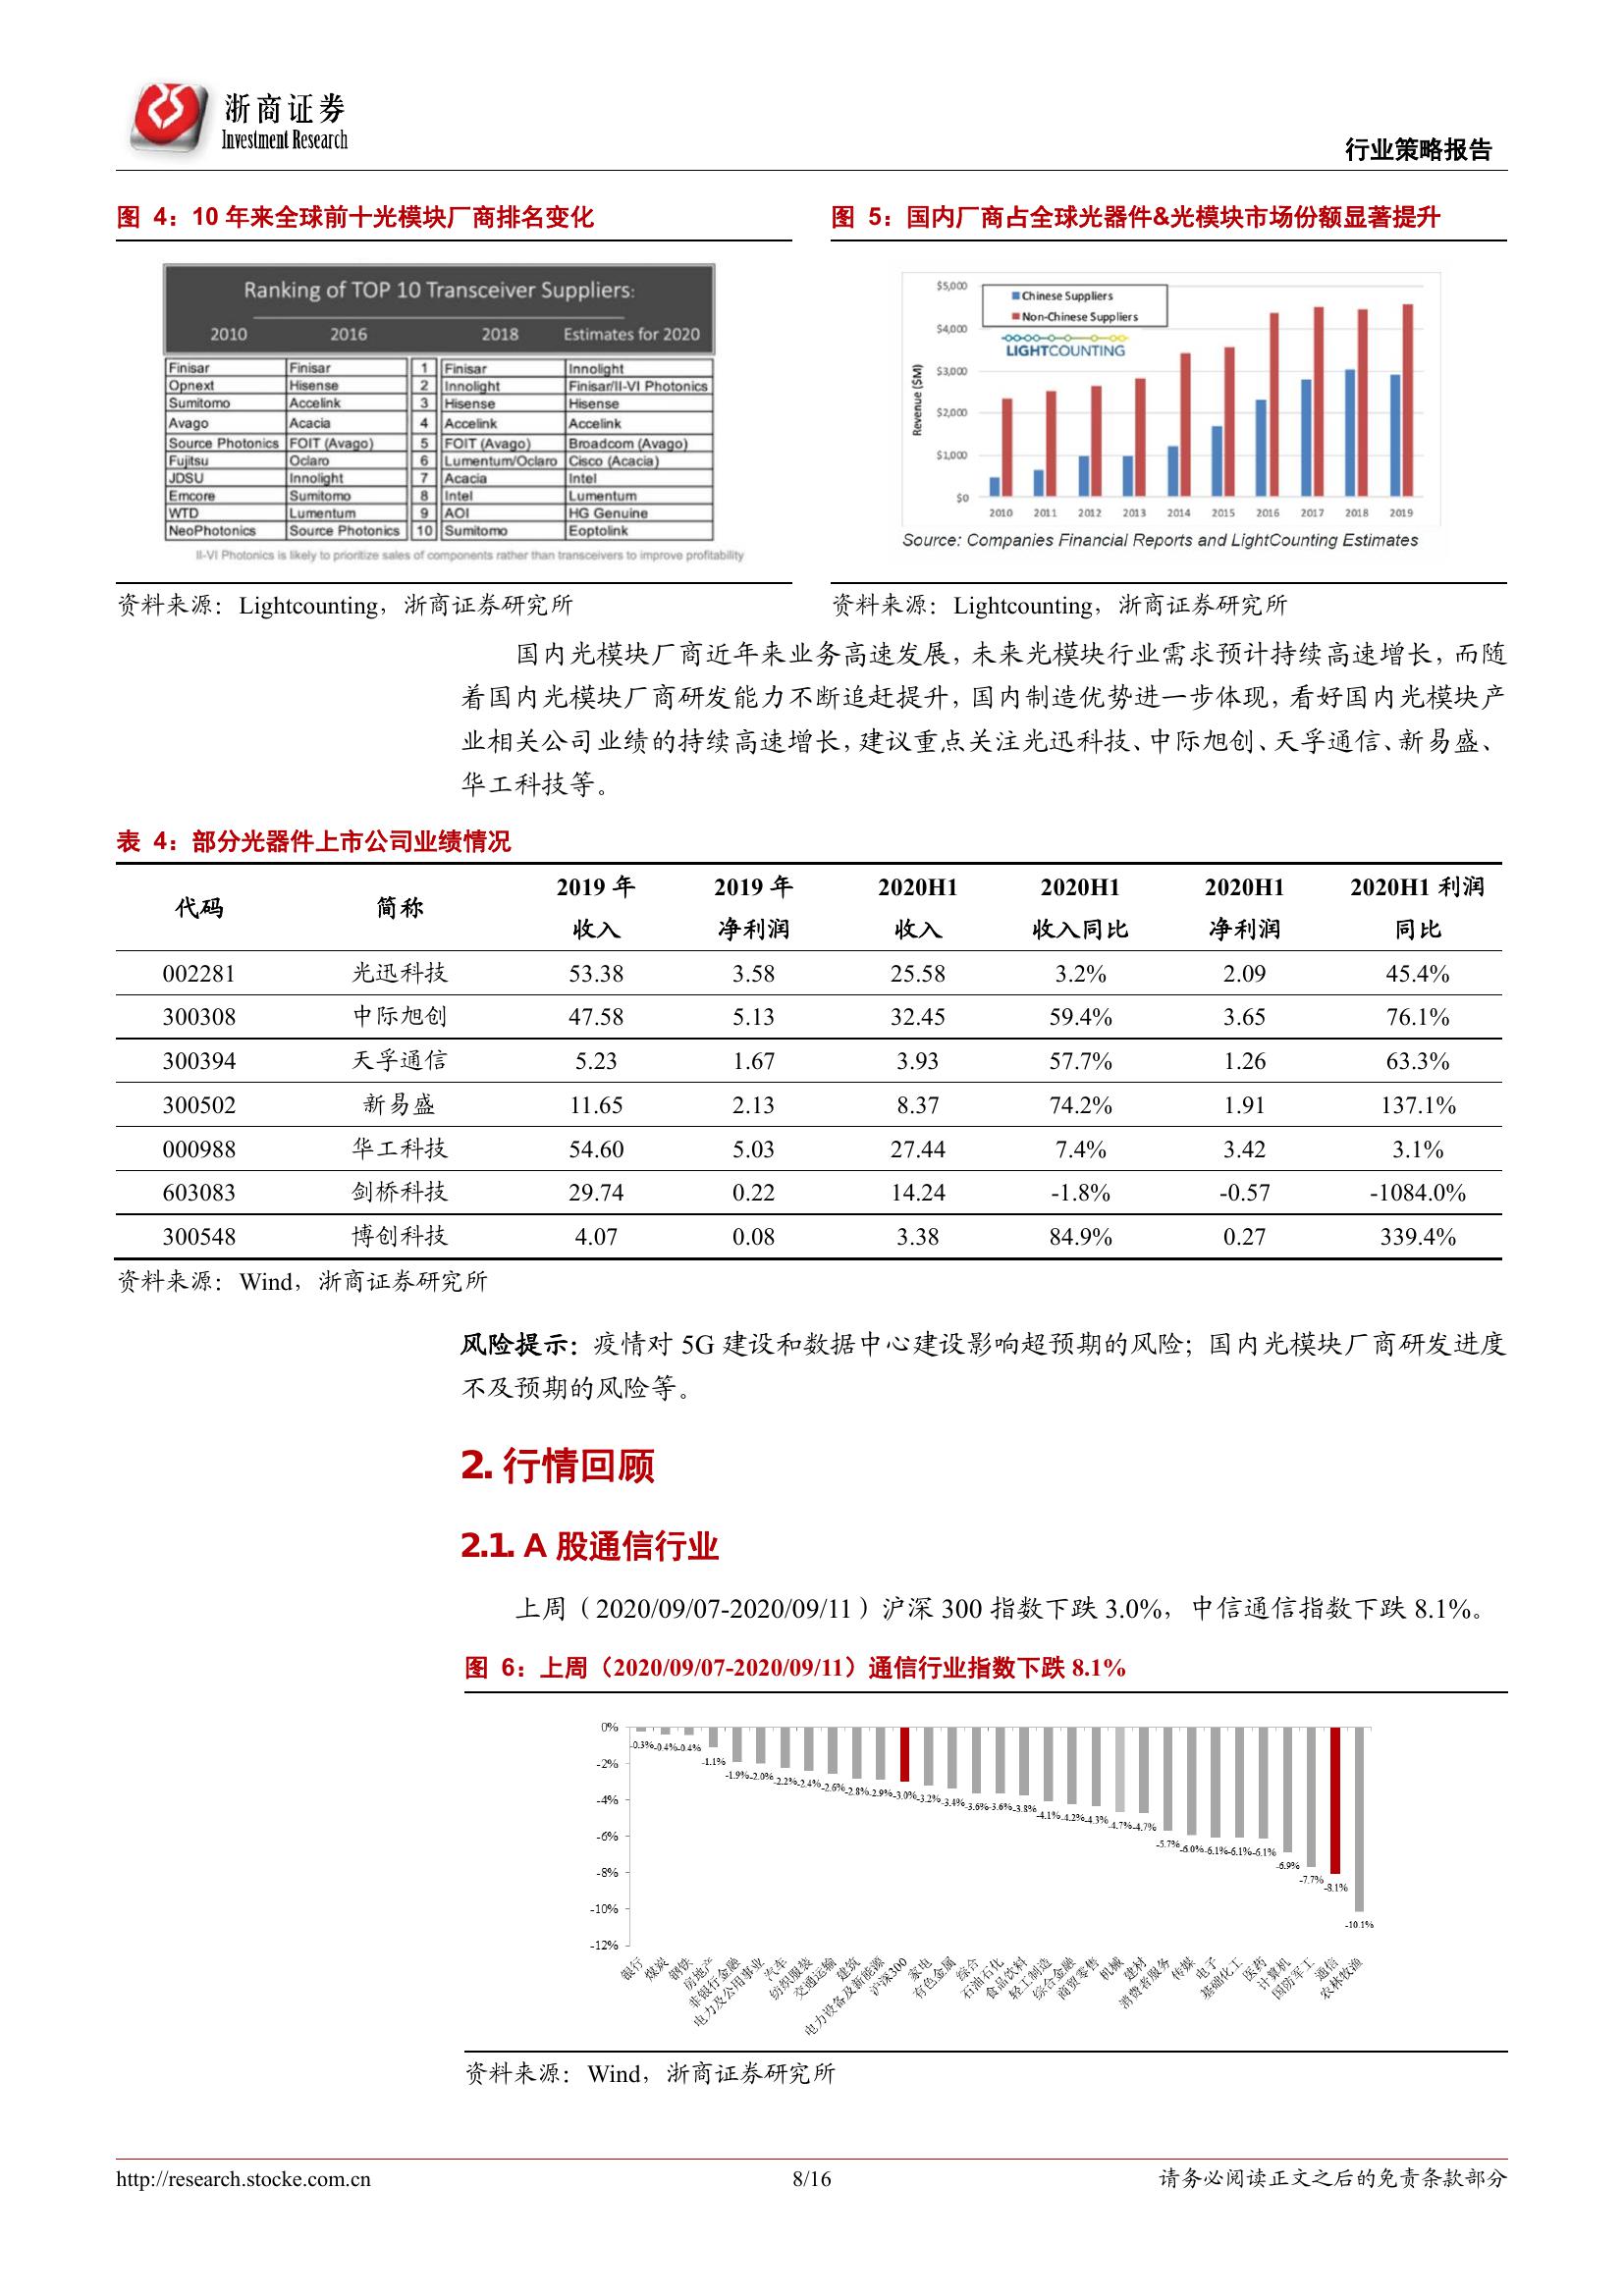 浙商证券
Investment Research
行业策略报告
图 4：10 年来全球前十光模块厂商排名变化
Ranking of TOP 10 Transceiver Suppliers:
2010 2016 2018 Estimates for 2020
Finisar Finisar 1 Finisar Innolight
Opnext Hisense 2 Innolight Finisar/II-VI Photonics
Sumitomo Accelink 3 Hisense Hisense
Avago Acacia 4 Accelink Accelink
Source Photonics FOIT (Avago) 5 FOIT (Avago) Broadcom (Avago)
Fujitsu Oclaro 6 Lumentum/Oclaro Cisco (Acacia)
JDSU Innolight 7 Acacia Intel
Emcore Sumitomo 8 Intel Lumentum
WTD Lumentum 9 AOI HG Genuine
NeoPhotonics Source Photonics 10 Sumitomo Eoptolink
II-VI Photonics is likely to prioritize sales of components rather than transceivers to improve profitability
资料来源：Lightcounting，浙商证券研究所
图 5：国内厂商占全球光器件&光模块市场份额显著提升
Chinese Suppliers
Non-Chinese Suppliers
LIGHTCOUNTING
Revenue ($M)
$5,000
$4,000
$3,000
$2,000
$1,000
$0
2010 2011 2012 2013 2014 2015 2016 2017 2018 2019
Source: Companies Financial Reports and LightCounting Estimates
资料来源：Lightcounting，浙商证券研究所
国内光模块厂商近年来业务高速发展，未来光模块行业需求预计持续高速增长，而随
着国内光模块厂商研发能力不断追赶提升，国内制造优势进一步体现，看好国内光模块产
业相关公司业绩的持续高速增长，建议重点关注光迅科技、中际旭创、天孚通信、新易盛、
华工科技等。
表 4：部分光器件上市公司业绩情况
代码 简称 2019 年 收入 2019 年 净利润 2020H1 收入 2020H1 收入同比 2020H1 净利润 2020H1 利润 同比
002281 光迅科技 53.38 3.58 25.58 3.2% 2.09 45.4%
300308 中际旭创 47.58 5.13 32.45 59.4% 3.65 76.1%
300394 天孚通信 5.23 1.67 3.93 57.7% 1.26 63.3%
300502 新易盛 11.65 2.13 8.37 74.2% 1.91 137.1%
000988 华工科技 54.60 5.03 27.44 7.4% 3.42 3.1%
603083 剑桥科技 29.74 0.22 14.24 -1.8% -0.57 -1084.0%
300548 博创科技 4.07 0.08 3.38 84.9% 0.27 339.4%
资料来源：Wind，浙商证券研究所
风险提示：疫情对 5G 建设和数据中心建设影响超预期的风险；国内光模块厂商研发进度
不及预期的风险等。
2. 行情回顾
2.1. A 股通信行业
上周（2020/09/07-2020/09/11）沪深 300 指数下跌 3.0%，中信通信指数下跌 8.1%。
图 6：上周（2020/09/07-2020/09/11）通信行业指数下跌 8.1%
0%
-2%
-4%
-6%
-8%
-10%
-12%
-0.3% -0.4% -0.4% -1.1% -1.9% -2.0% -2.2% -2.4% -2.6% -2.8% -2.9% -3.0% -3.2% -3.4% -3.6% -3.6% -3.8% -4.1% -4.2% -4.3% -4.7% -4.7% -5.7% -6.0% -6.1% -6.1% -6.1% -6.9% -7.7% -8.1% -10.1%
银行 煤炭 钢铁 房地产 非银行金融 电力及公用事业 汽车 纺织服装 交通运输 建筑 电力设备及新能源 沪深300 家电 有色金属 综合 石油石化 食品饮料 轻工制造 综合金融 商贸零售 机械 建材 消费者服务 传媒 电子 基础化工 医药 计算机 国防军工 通信 农林牧渔
资料来源：Wind，浙商证券研究所
http://research.stocke.com.cn
8/16
请务必阅读正文之后的免责条款部分